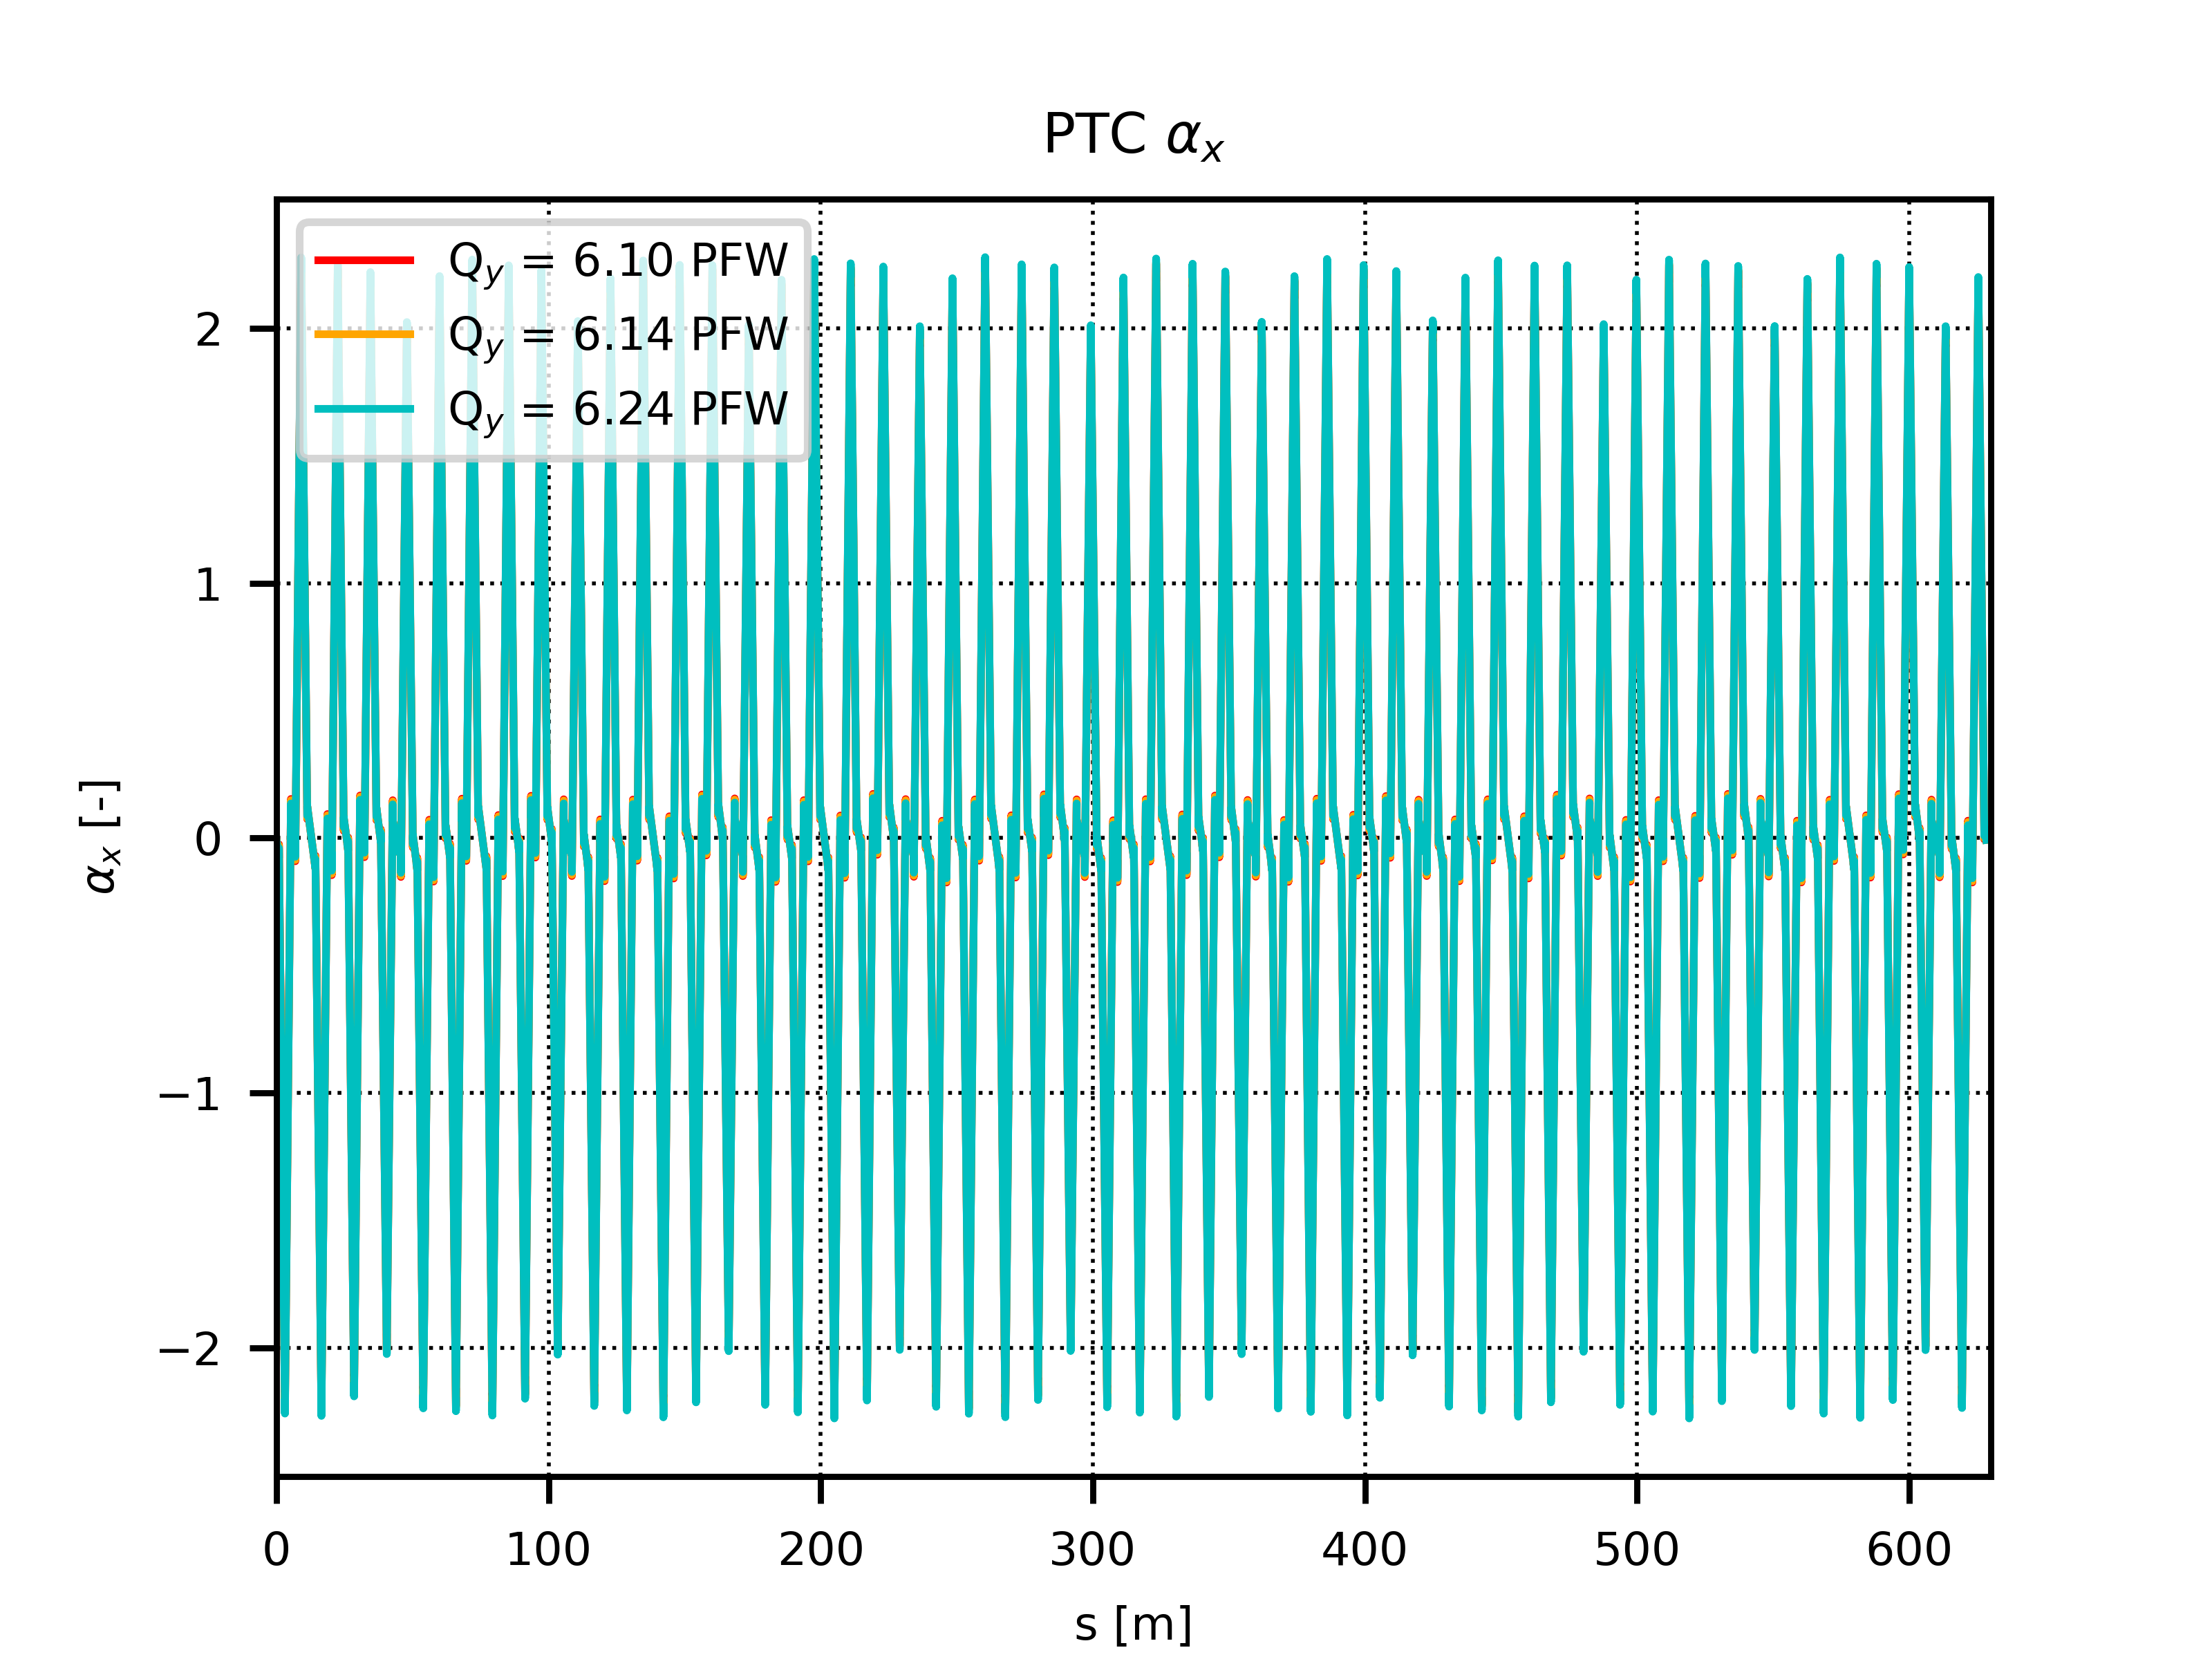 PTC αx
Qy = 6.10 PFW
Qy = 6.14 PFW
Qy = 6.24 PFW
2
1
0
−1
−2
αx [-]
0 100 200 300 400 500 600
s [m]